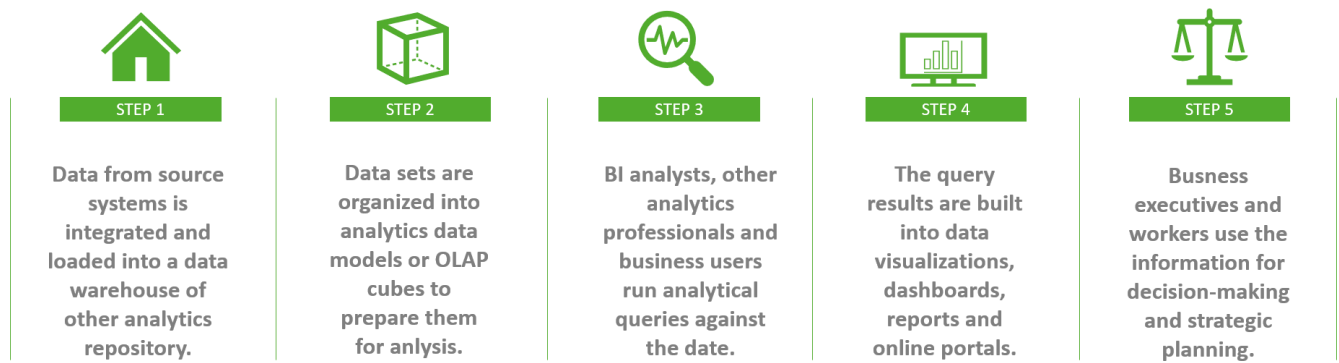 STEP 1
Data from source
systems is
integrated and
loaded into a data
warehouse of
other analytics
repository.
STEP 2
Data sets are
organized into
analytics data
models or OLAP
cubes to
prepare them
for anlysis.
STEP 3
BI analysts, other
analytics
professionals and
business users
run analytical
queries against
the date.
STEP 4
The query
results are built
into data
visualizations,
dashboards,
reports and
online portals.
STEP 5
Busness
executives and
workers use the
information for
decision-making
and strategic
planning.